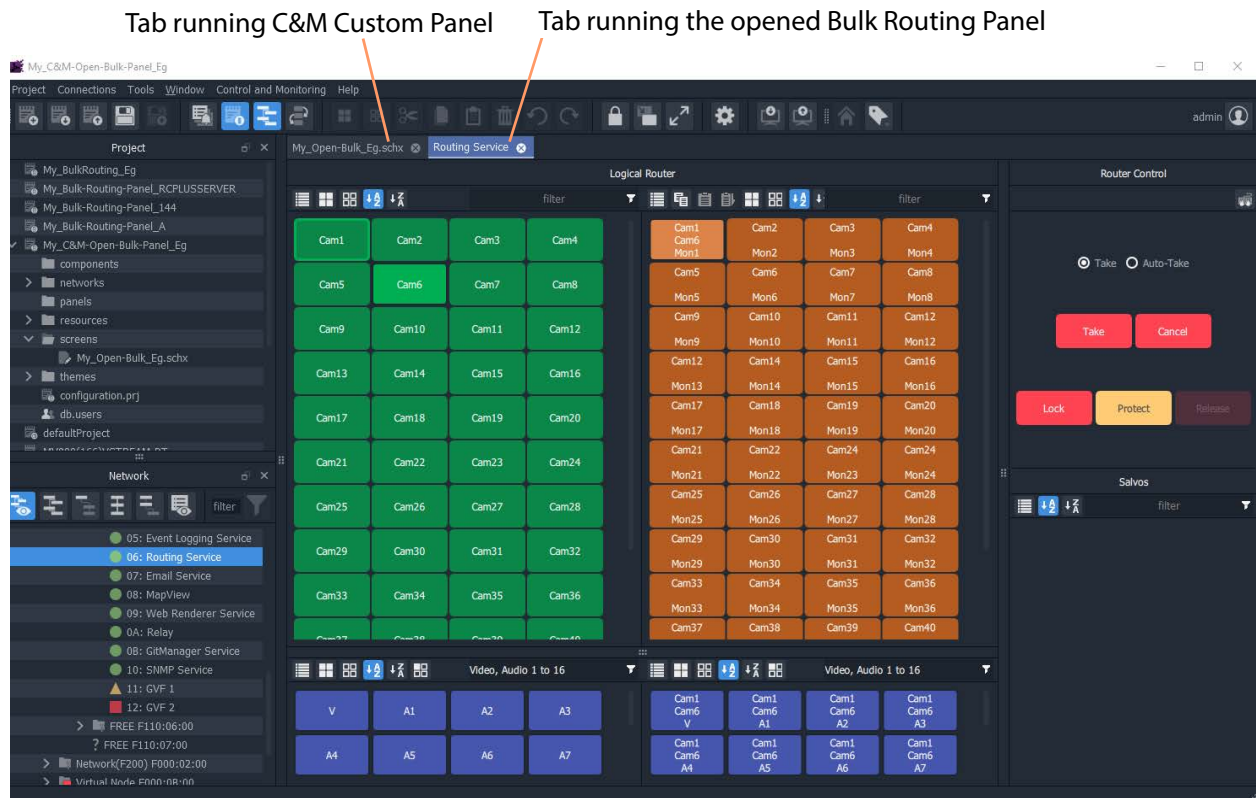 Tab running C&M Custom Panel
Tab running the opened Bulk Routing Panel
My_C&M-Open-Bulk-Panel_Eg
Project Connections Tools Window Control and Monitoring Help
admin
Project
My_Open-Bulk_Eg.schx
Routing Service
My_BulkRouting_Eg
My_Bulk-Routing-Panel_RCPLUSSERVER
My_Bulk-Routing-Panel_144
My_Bulk-Routing-Panel_A
My_C&M-Open-Bulk-Panel_Eg
components
networks
panels
resources
screens
My_Open-Bulk_Eg.schx
themes
configuration.prj
db.users
defaultProject
Network
filter
05: Event Logging Service
06: Routing Service
07: Email Service
08: MapView
09: Web Renderer Service
0A: Relay
0B: GitManager Service
10: SNMP Service
11: GVF 1
12: GVF 2
FREE F110:06:00
? FREE F110:07:00
Network(F200) F000:02:00
Virtual Node F000:0B:00
Logical Router
filter
Cam1 Cam2 Cam3 Cam4
Cam5 Cam6 Cam7 Cam8
Cam9 Cam10 Cam11 Cam12
Cam13 Cam14 Cam15 Cam16
Cam17 Cam18 Cam19 Cam20
Cam21 Cam22 Cam23 Cam24
Cam25 Cam26 Cam27 Cam28
Cam29 Cam30 Cam31 Cam32
Cam33 Cam34 Cam35 Cam36
Cam37 Cam38 Cam39 Cam40
filter
Cam1 Cam2 Cam3 Cam4
Cam6
Mon1 Mon2 Mon3 Mon4
Cam5 Cam6 Cam7 Cam8
Mon5 Mon6 Mon7 Mon8
Cam9 Cam10 Cam11 Cam12
Mon9 Mon10 Mon11 Mon12
Cam12 Cam14 Cam15 Cam16
Mon13 Mon14 Mon15 Mon16
Cam17 Cam18 Cam19 Cam20
Mon17 Mon18 Mon19 Mon20
Cam21 Cam22 Cam24 Cam24
Mon21 Mon22 Mon23 Mon24
Cam25 Cam26 Cam27 Cam28
Mon25 Mon26 Mon27 Mon28
Cam29 Cam30 Cam31 Cam32
Mon29 Mon30 Mon31 Mon32
Cam33 Cam34 Cam35 Cam36
Mon33 Mon34 Mon35 Mon36
Cam37 Cam38 Cam39 Cam40
Video, Audio 1 to 16
V A1 A2 A3
A4 A5 A6 A7
Video, Audio 1 to 16
Cam1 Cam1 Cam1 Cam1
Cam6 Cam6 Cam6 Cam6
V A1 A2 A3
Cam1 Cam1 Cam1 Cam1
Cam6 Cam6 Cam6 Cam6
A4 A5 A6 A7
Router Control
Take Auto-Take
Take Cancel
Lock Protect Release
Salvos
filter